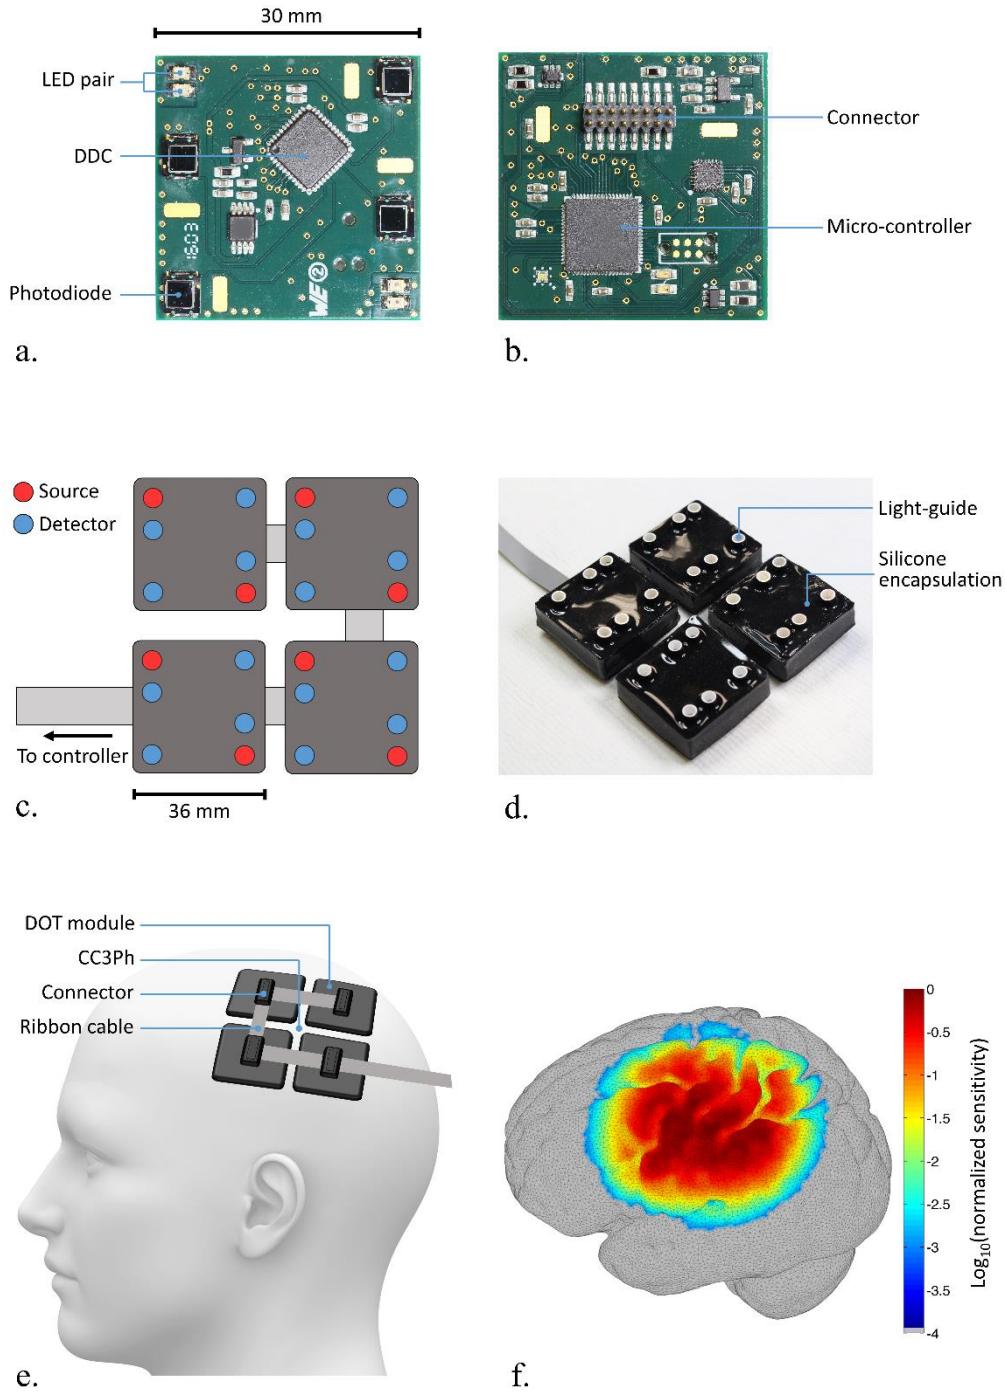 30 mm
LED pair
DDC
Photodiode
1603
WE2
a.
Connector
Micro-controller
b.
Source
Detector
To controller
36 mm
c.
Light-guide
Silicone
encapsulation
d.
DOT module
CC3Ph
Connector
Ribbon cable
e.
0
-0.5
-1
-1.5
-2
-2.5
-3
-3.5
-4
Log10(normalized sensitivity)
f.